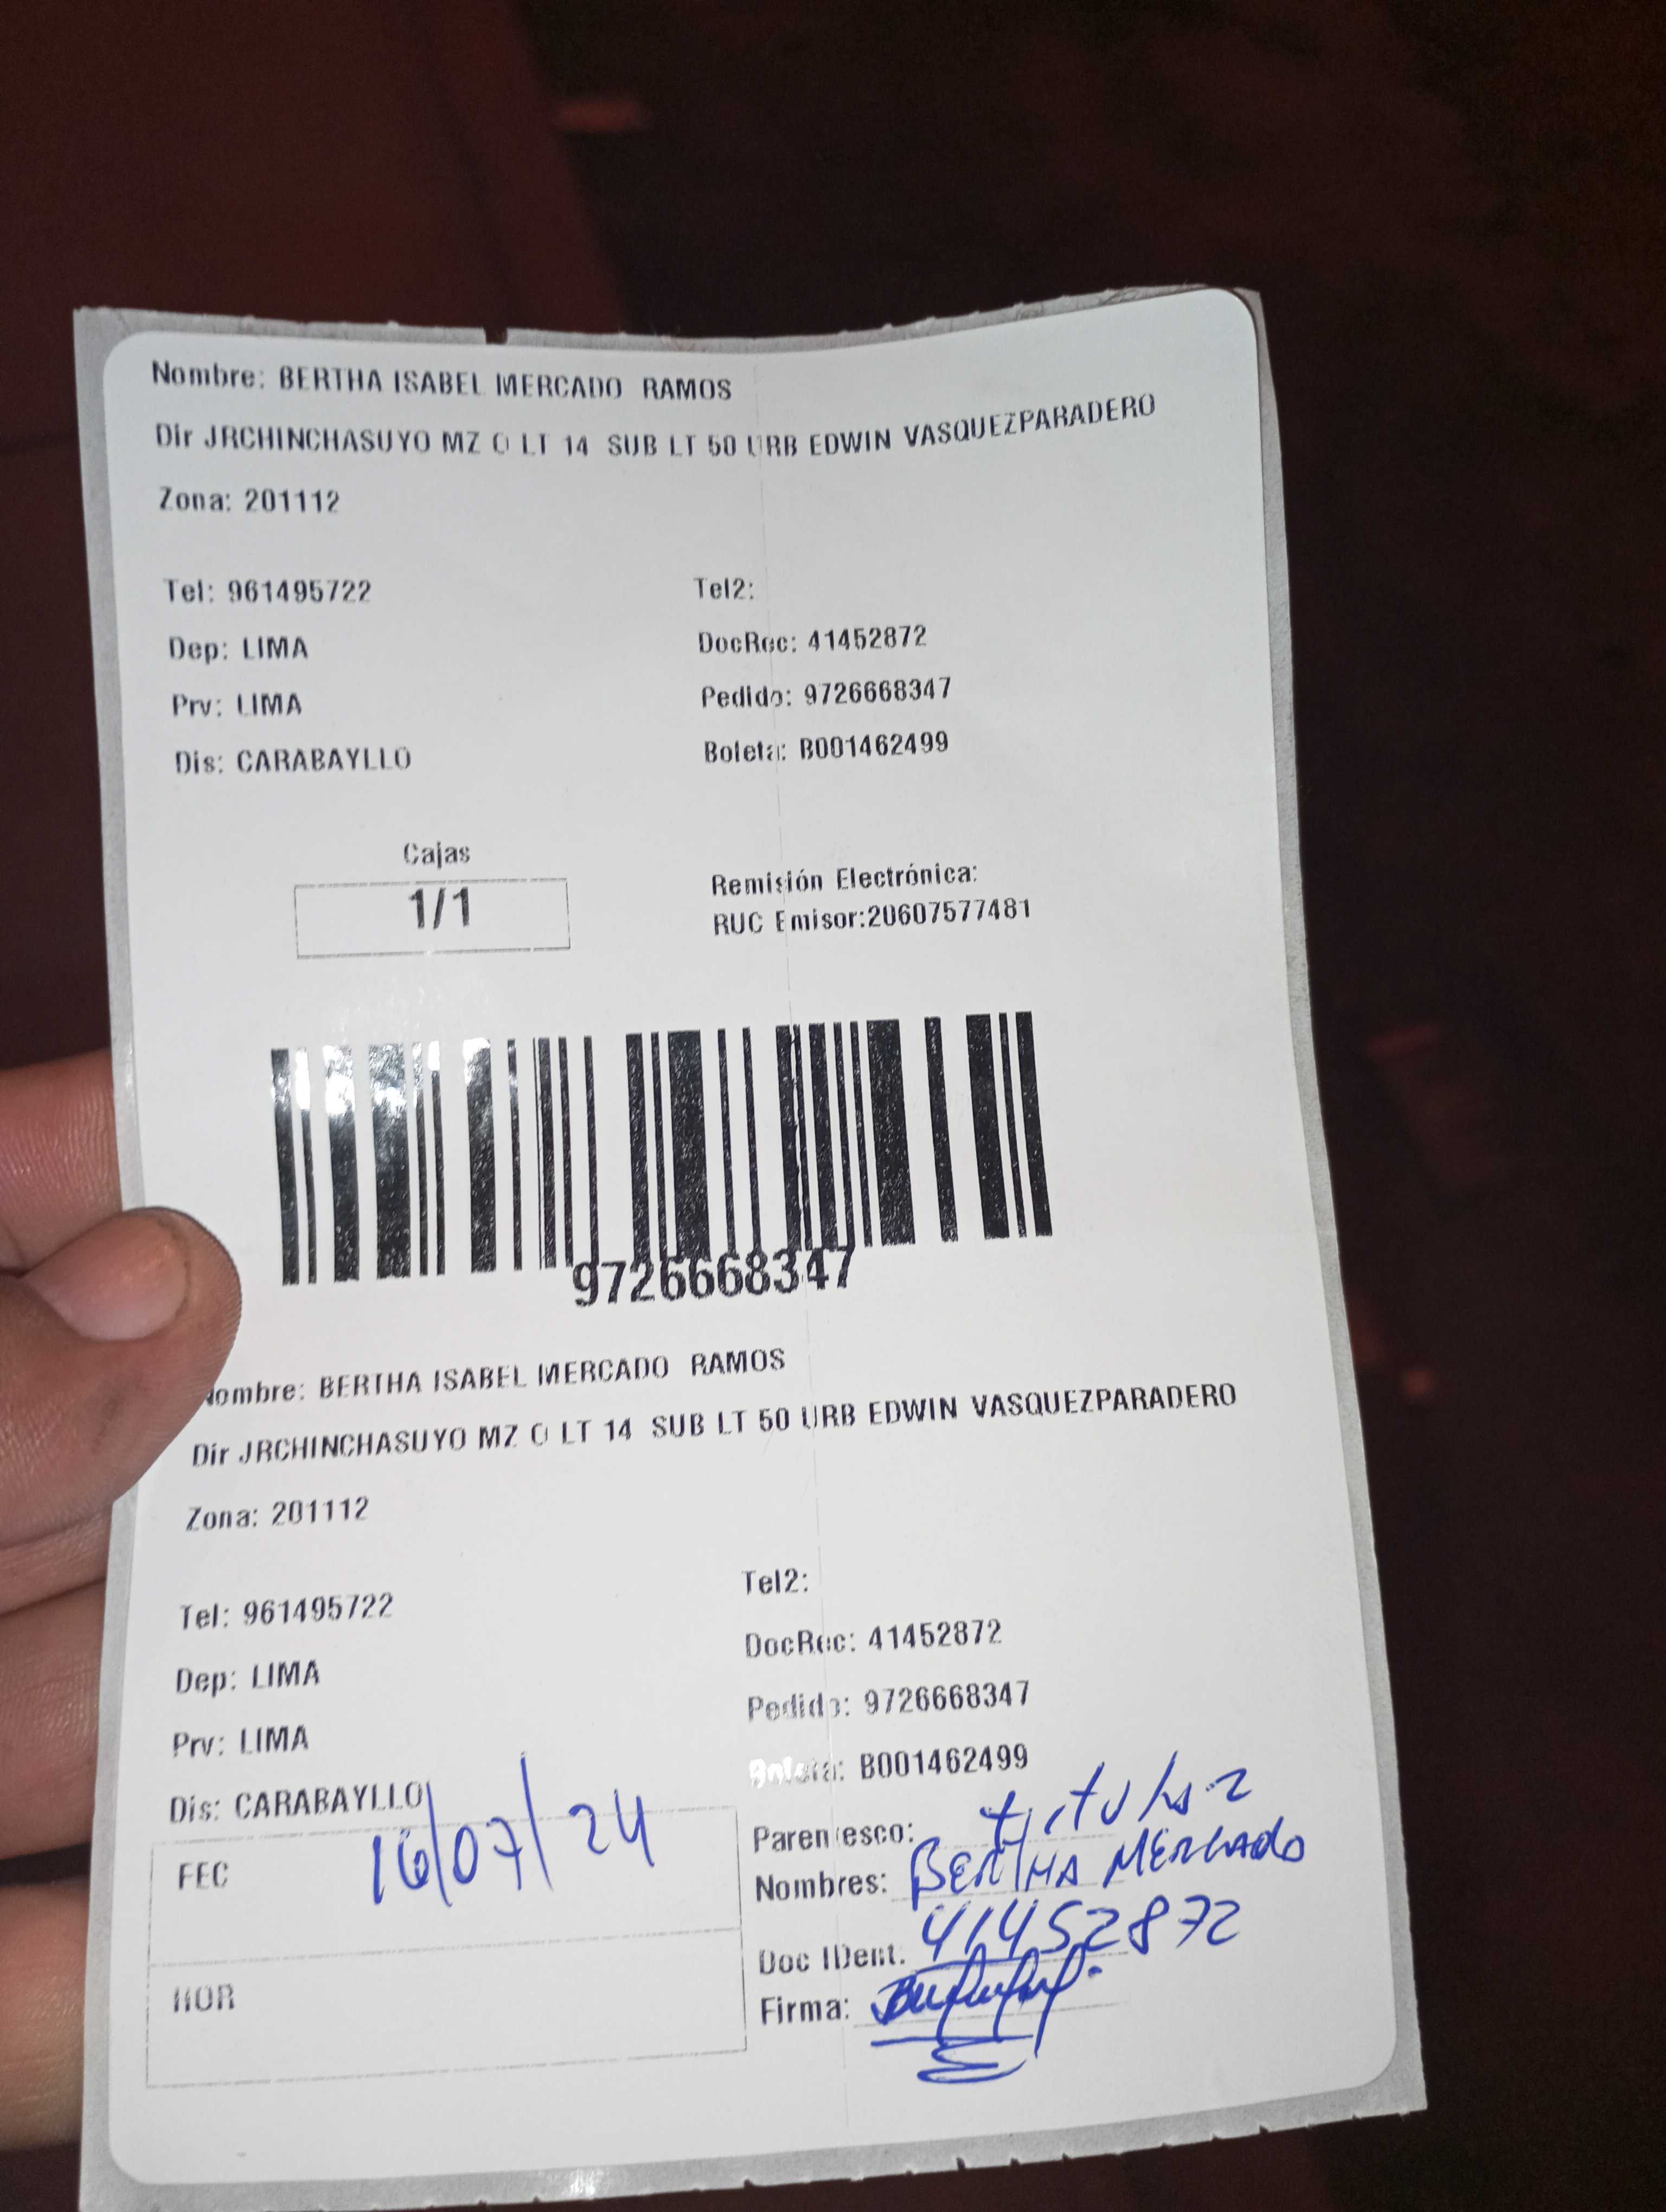 Nombre: BERTHA ISABEL MERCADO RAMOS
Dir JRCHINCHASUYO MZ O LT 14 SUB LT 50 URB EDWIN VASQUEZPARADERO
Zona: 201112
Tel: 961495722 Tel2:
Dep: LIMA DocRec: 41452872
Prv: LIMA Pedido: 9726668347
Dis: CARABAYLLO Boleta: B001462499
Cajas
1/1
Remisión Electrónica:
RUC Emisor:20607577481
9726668347
Nombre: BERTHA ISABEL MERCADO RAMOS
Dir JRCHINCHASUYO MZ O LT 14 SUB LT 50 URB EDWIN VASQUEZPARADERO
Zona: 201112
Tel: 961495722 Tel2:
Dep: LIMA DocRec: 41452872
Prv: LIMA Pedido: 9726668347
Dis: CARABAYLLO Boleta: B001462499
FEC 16/07/24
HOR
Parentesco: titular
Nombres: BERTHA MERCADO
Doc IDent. 41452872
Firma: